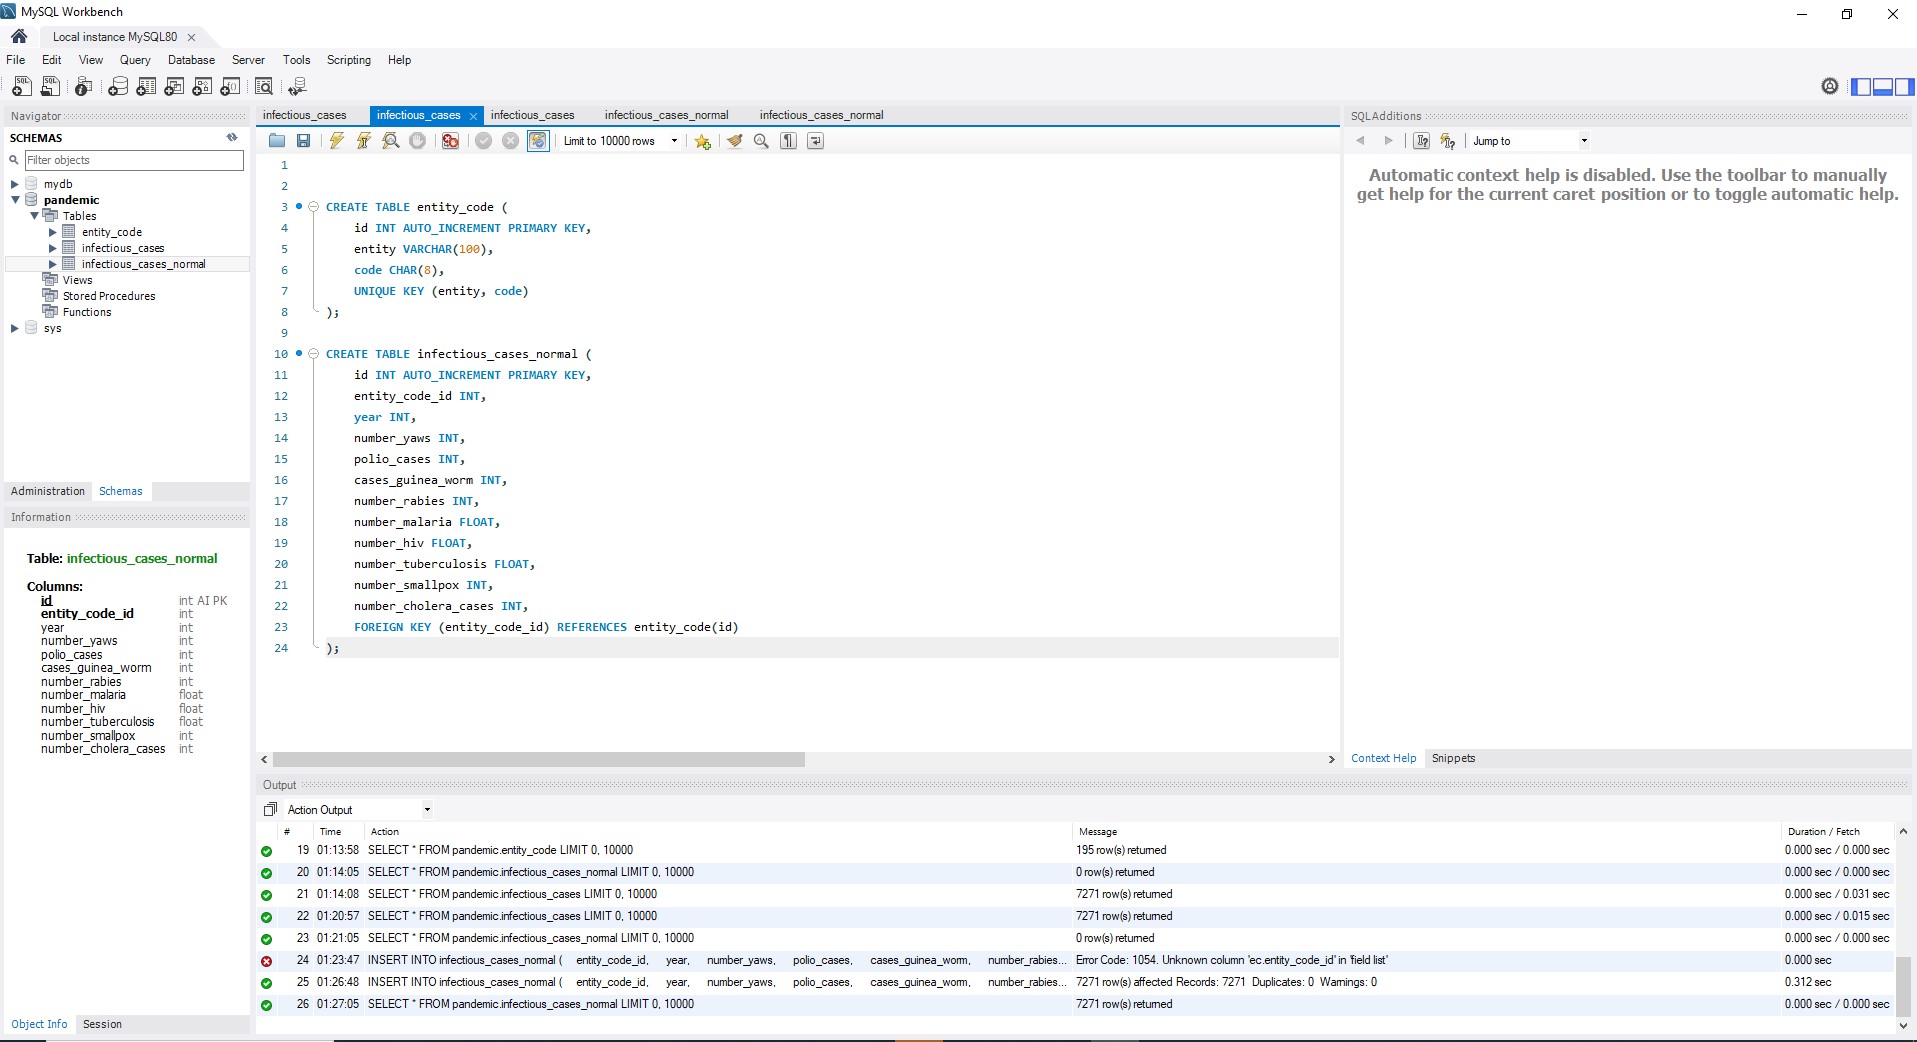 MySQL Workbench
Local instance MySQL80
File Edit View Query Database Server Tools Scripting Help
Navigator
SCHEMAS
Filter objects
mydb
pandemic
Tables
entity_code
infectious_cases
infectious_cases_normal
Views
Stored Procedures
Functions
sys
Administration Schemas
Information
Table: infectious_cases_normal
Columns:
id int AI PK
entity_code_id int
year int
number_yaws int
polio_cases int
cases_guinea_worm int
number_rabies int
number_malaria float
number_hiv float
number_tuberculosis float
number_smallpox int
number_cholera_cases int
Object Info Session
infectious_cases infectious_cases infectious_cases infectious_cases_normal infectious_cases_normal
Limit to 10000 rows
1
2
3 CREATE TABLE entity_code (
4 id INT AUTO_INCREMENT PRIMARY KEY,
5 entity VARCHAR(100),
6 code CHAR(8),
7 UNIQUE KEY (entity, code)
8 );
9
10 CREATE TABLE infectious_cases_normal (
11 id INT AUTO_INCREMENT PRIMARY KEY,
12 entity_code_id INT,
13 year INT,
14 number_yaws INT,
15 polio_cases INT,
16 cases_guinea_worm INT,
17 number_rabies INT,
18 number_malaria FLOAT,
19 number_hiv FLOAT,
20 number_tuberculosis FLOAT,
21 number_smallpox INT,
22 number_cholera_cases INT,
23 FOREIGN KEY (entity_code_id) REFERENCES entity_code(id)
24 );
SQLAdditions
Jump to
Automatic context help is disabled. Use the toolbar to manually
get help for the current caret position or to toggle automatic help.
Context Help Snippets
Output
Action Output
# Time Action Message Duration / Fetch
19 01:13:58 SELECT * FROM pandemic.entity_code LIMIT 0, 10000 195 row(s) returned 0.000 sec / 0.000 sec
20 01:14:05 SELECT * FROM pandemic.infectious_cases_normal LIMIT 0, 10000 0 row(s) returned 0.000 sec / 0.000 sec
21 01:14:08 SELECT * FROM pandemic.infectious_cases LIMIT 0, 10000 7271 row(s) returned 0.000 sec / 0.031 sec
22 01:20:57 SELECT * FROM pandemic.infectious_cases LIMIT 0, 10000 7271 row(s) returned 0.000 sec / 0.015 sec
23 01:21:05 SELECT * FROM pandemic.infectious_cases_normal LIMIT 0, 10000 0 row(s) returned 0.000 sec / 0.000 sec
24 01:23:47 INSERT INTO infectious_cases_normal ( entity_code_id, year, number_yaws, polio_cases, cases_guinea_worm, number_rabies... Error Code: 1054. Unknown column 'ec.entity_code_id' in 'field list' 0.000 sec
25 01:26:48 INSERT INTO infectious_cases_normal ( entity_code_id, year, number_yaws, polio_cases, cases_guinea_worm, number_rabies... 7271 row(s) affected Records: 7271 Duplicates: 0 Warnings: 0 0.312 sec
26 01:27:05 SELECT * FROM pandemic.infectious_cases_normal LIMIT 0, 10000 7271 row(s) returned 0.000 sec / 0.000 sec